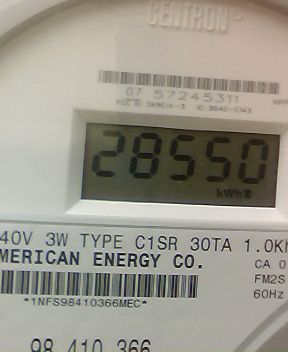 CENTRON®
07 57245311
28550
kWh
40V 3W TYPE C1SR 30TA 1.0K
MERICAN ENERGY CO.
CA 0
FM2S
*1NFS98410366MEC*
60Hz
98 410 366